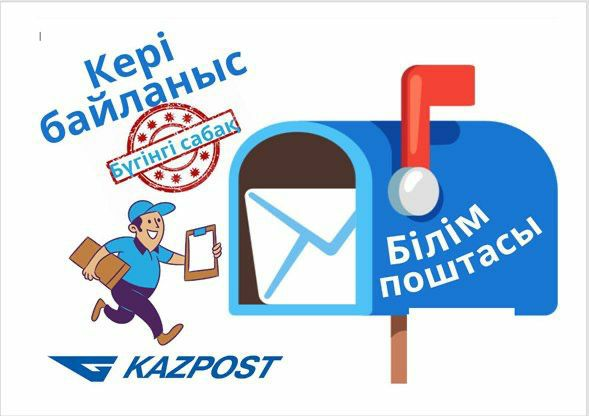 Кері
байланыс
Бүгінгі сабақ
Білім
поштасы
KAZPOST